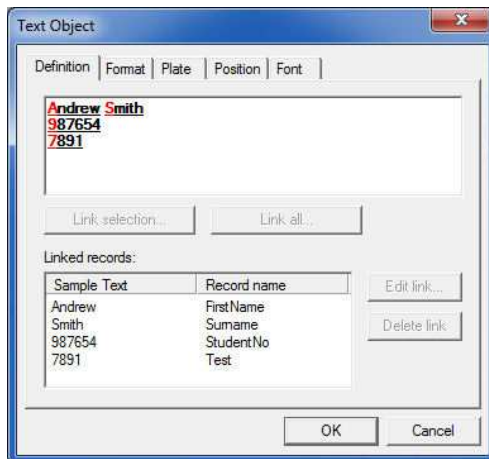 Text Object
Definition Format Plate Position Font
Andrew Smith
987654
7891
Link selection... Link all...
Linked records:
Sample Text Record name
Andrew FirstName
Smith Surname
987654 StudentNo
7891 Test
Edit link...
Delete link
OK Cancel